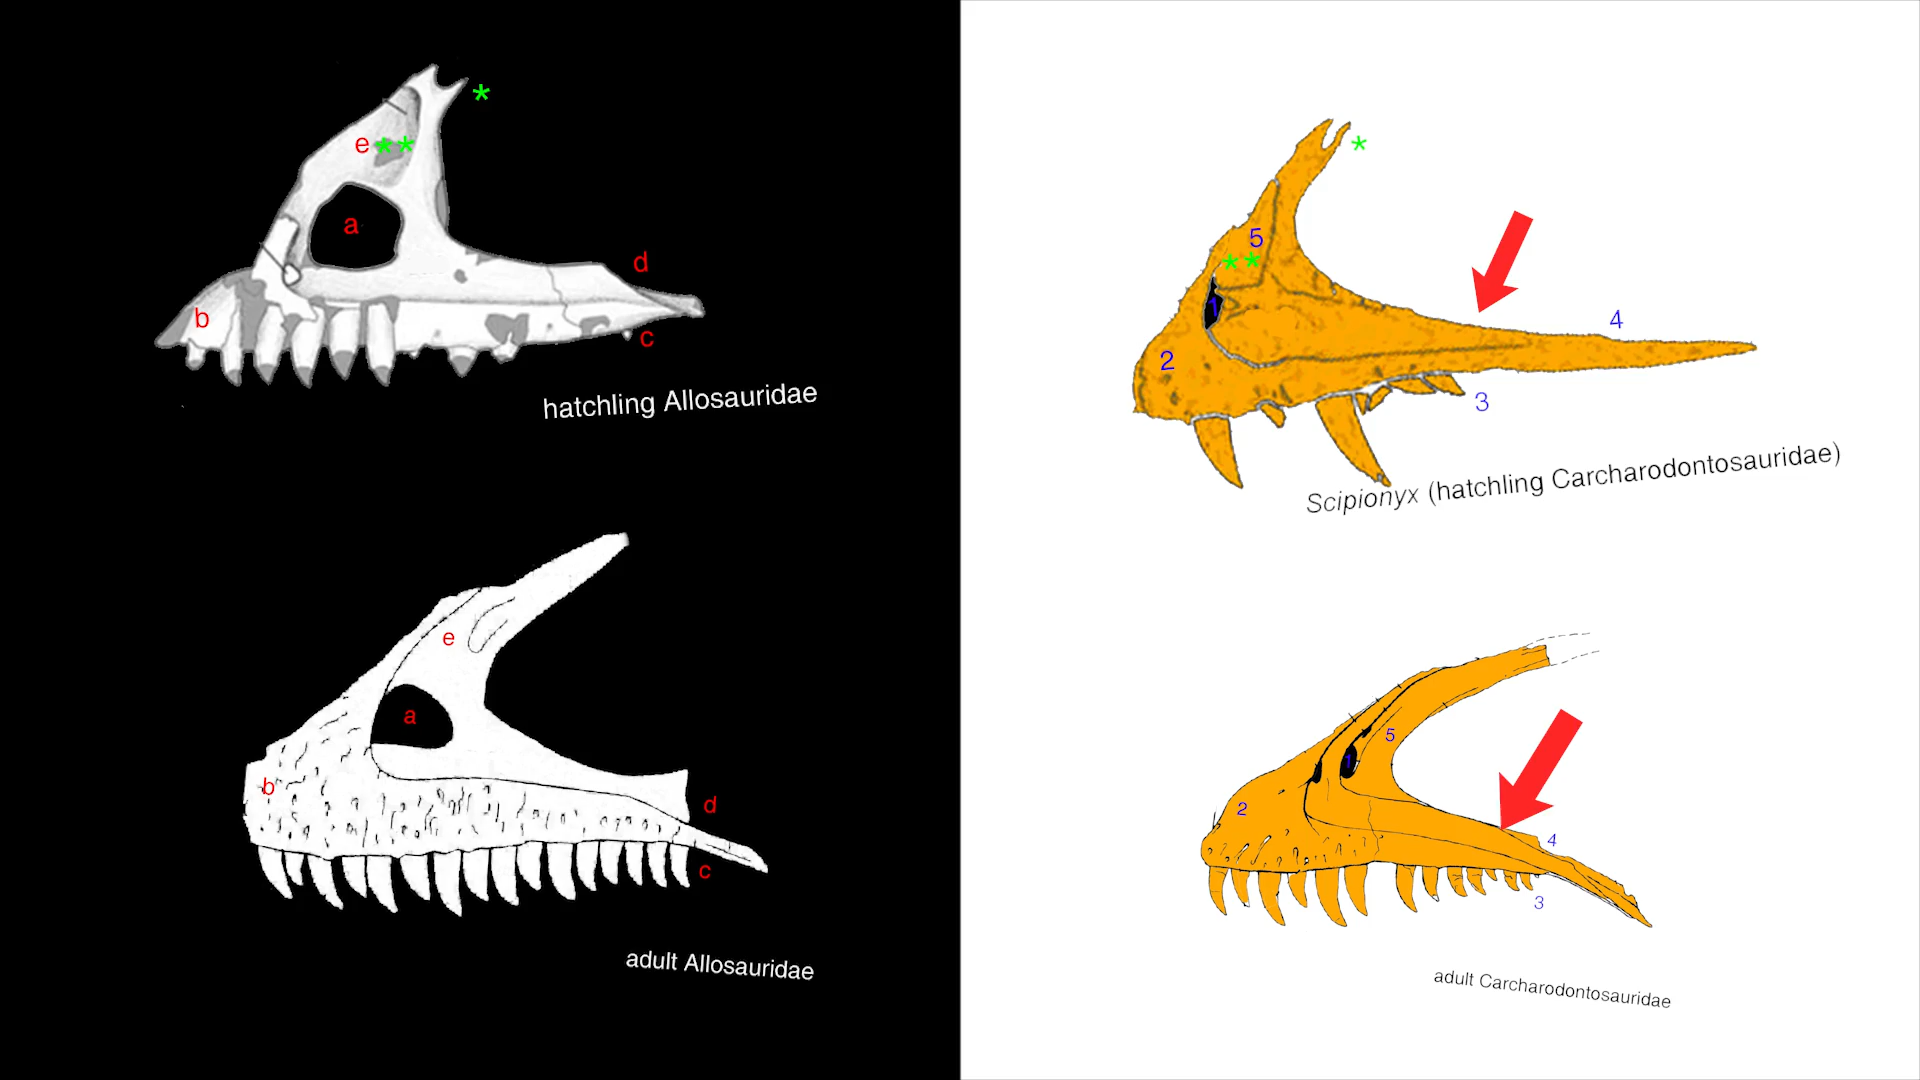 *
e**
a
b
d
c
hatchling Allosauridae
e
a
b
d
c
adult Allosauridae
*
5
**
1
2
4
3
Scipionyx (hatchling Carcharodontosauridae)
5
1
2
4
3
adult Carcharodontosauridae